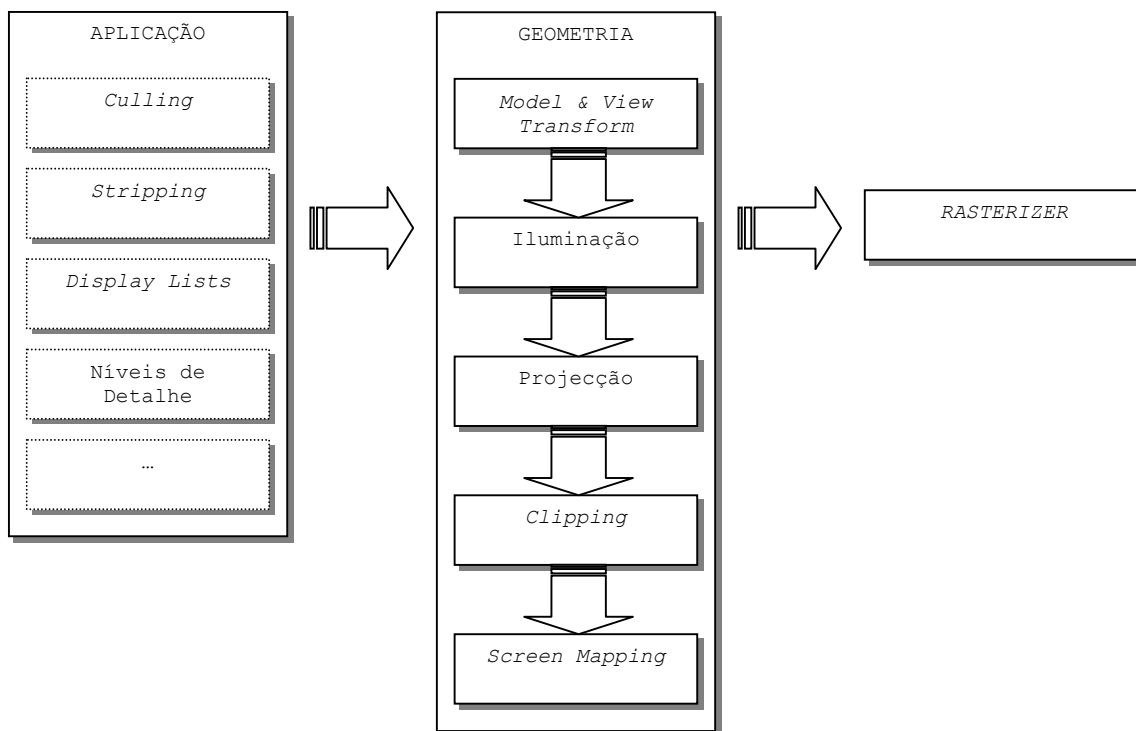 APLICAÇÃO
Culling
Stripping
Display Lists
Níveis de
Detalhe
…
GEOMETRIA
Model & View
Transform
Iluminação
Projecção
Clipping
Screen Mapping
RASTERIZER